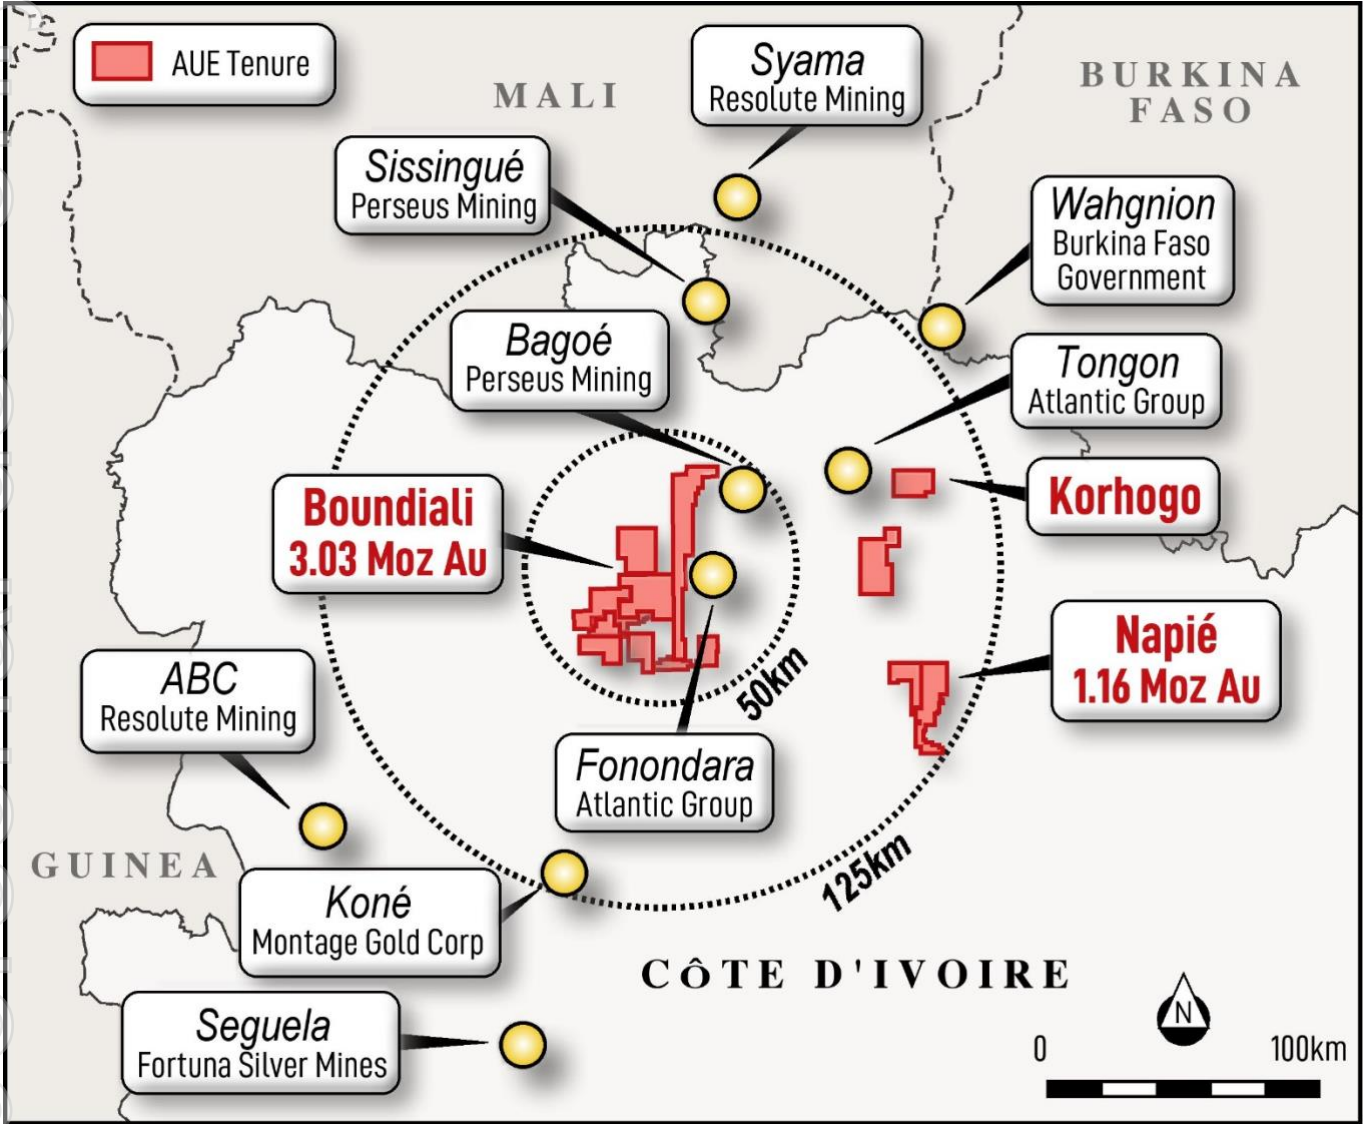 AUE Tenure
MALI
BURKINA
FASO
Syama
Resolute Mining
Sissingué
Perseus Mining
Wahgnion
Burkina Faso
Government
Bagoé
Perseus Mining
Tongon
Atlantic Group
Boundiali
3.03 Moz Au
Korhogo
Napié
1.16 Moz Au
50km
ABC
Resolute Mining
Fonondara
Atlantic Group
125km
GUINEA
Koné
Montage Gold Corp
CÔTE D'IVOIRE
Seguela
Fortuna Silver Mines
N
0
100km